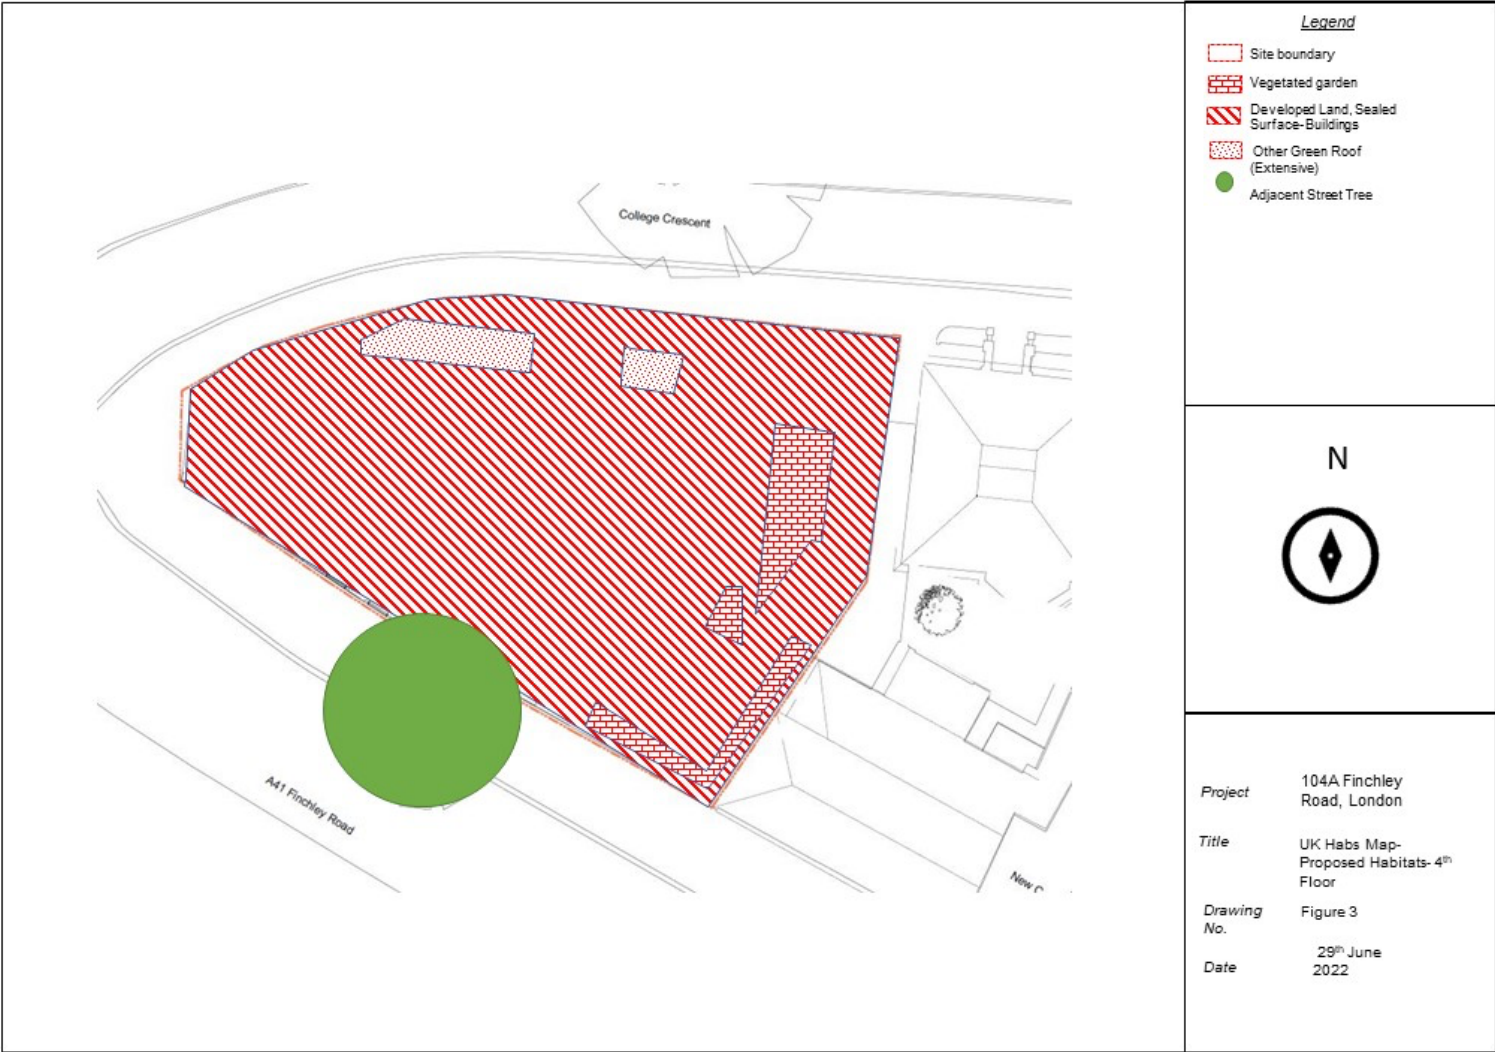 Legend
Site boundary
Vegetated garden
Developed Land, Sealed
Surface-Buildings
Other Green Roof
(Extensive)
Adjacent Street Tree
College Crescent
A41 Finchley Road
New C
N
Project
104A Finchley
Road, London
Title
UK Habs Map-
Proposed Habitats- 4th
Floor
Drawing
No.
Figure 3
Date
29th June
2022